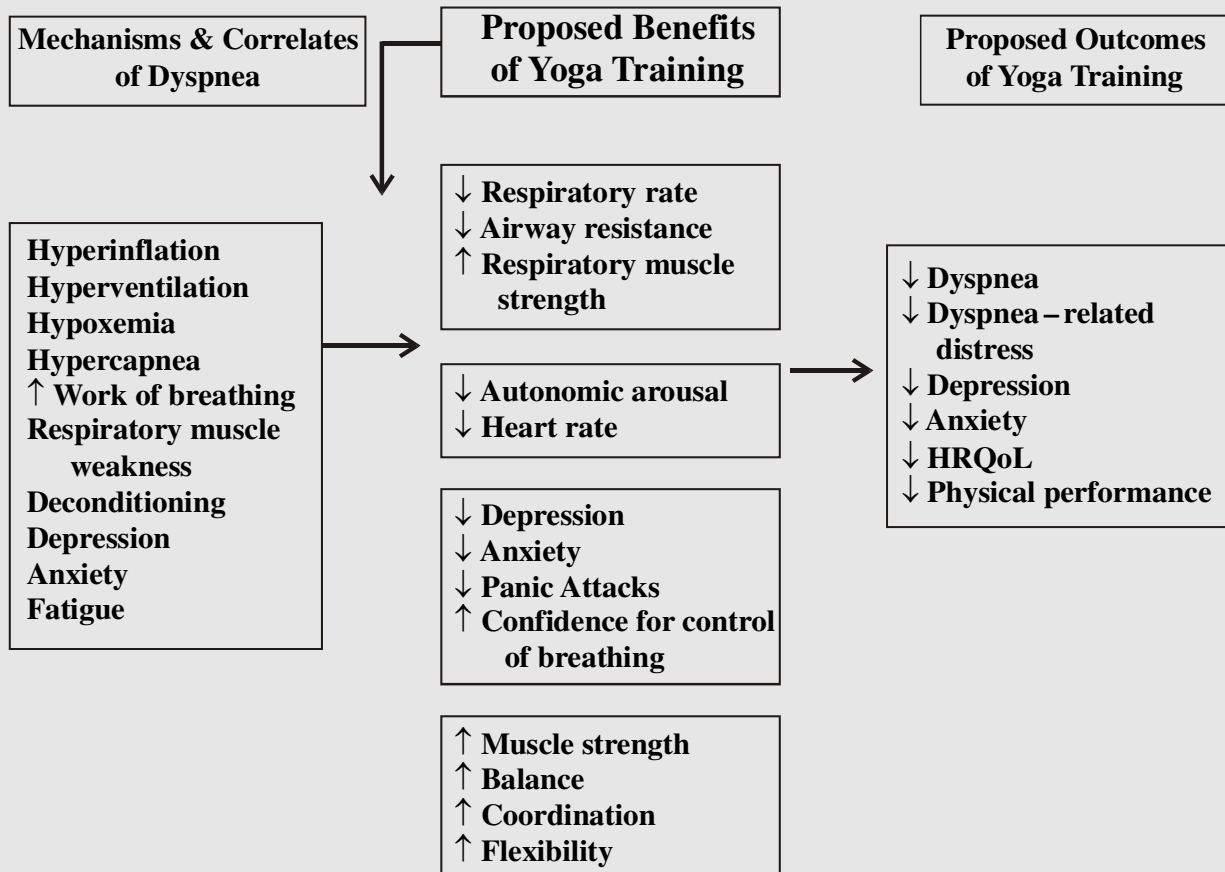 Mechanisms & Correlates
of Dyspnea
Proposed Benefits
of Yoga Training
Proposed Outcomes
of Yoga Training
Hyperinflation
Hyperventilation
Hypoxemia
Hypercapnea
↑ Work of breathing
Respiratory muscle
weakness
Deconditioning
Depression
Anxiety
Fatigue
↓ Respiratory rate
↓ Airway resistance
↑ Respiratory muscle
strength
↓ Autonomic arousal
↓ Heart rate
↓ Depression
↓ Anxiety
↓ Panic Attacks
↑ Confidence for control
of breathing
↑ Muscle strength
↑ Balance
↑ Coordination
↑ Flexibility
↓ Dyspnea
↓ Dyspnea–related
distress
↓ Depression
↓ Anxiety
↓ HRQoL
↓ Physical performance